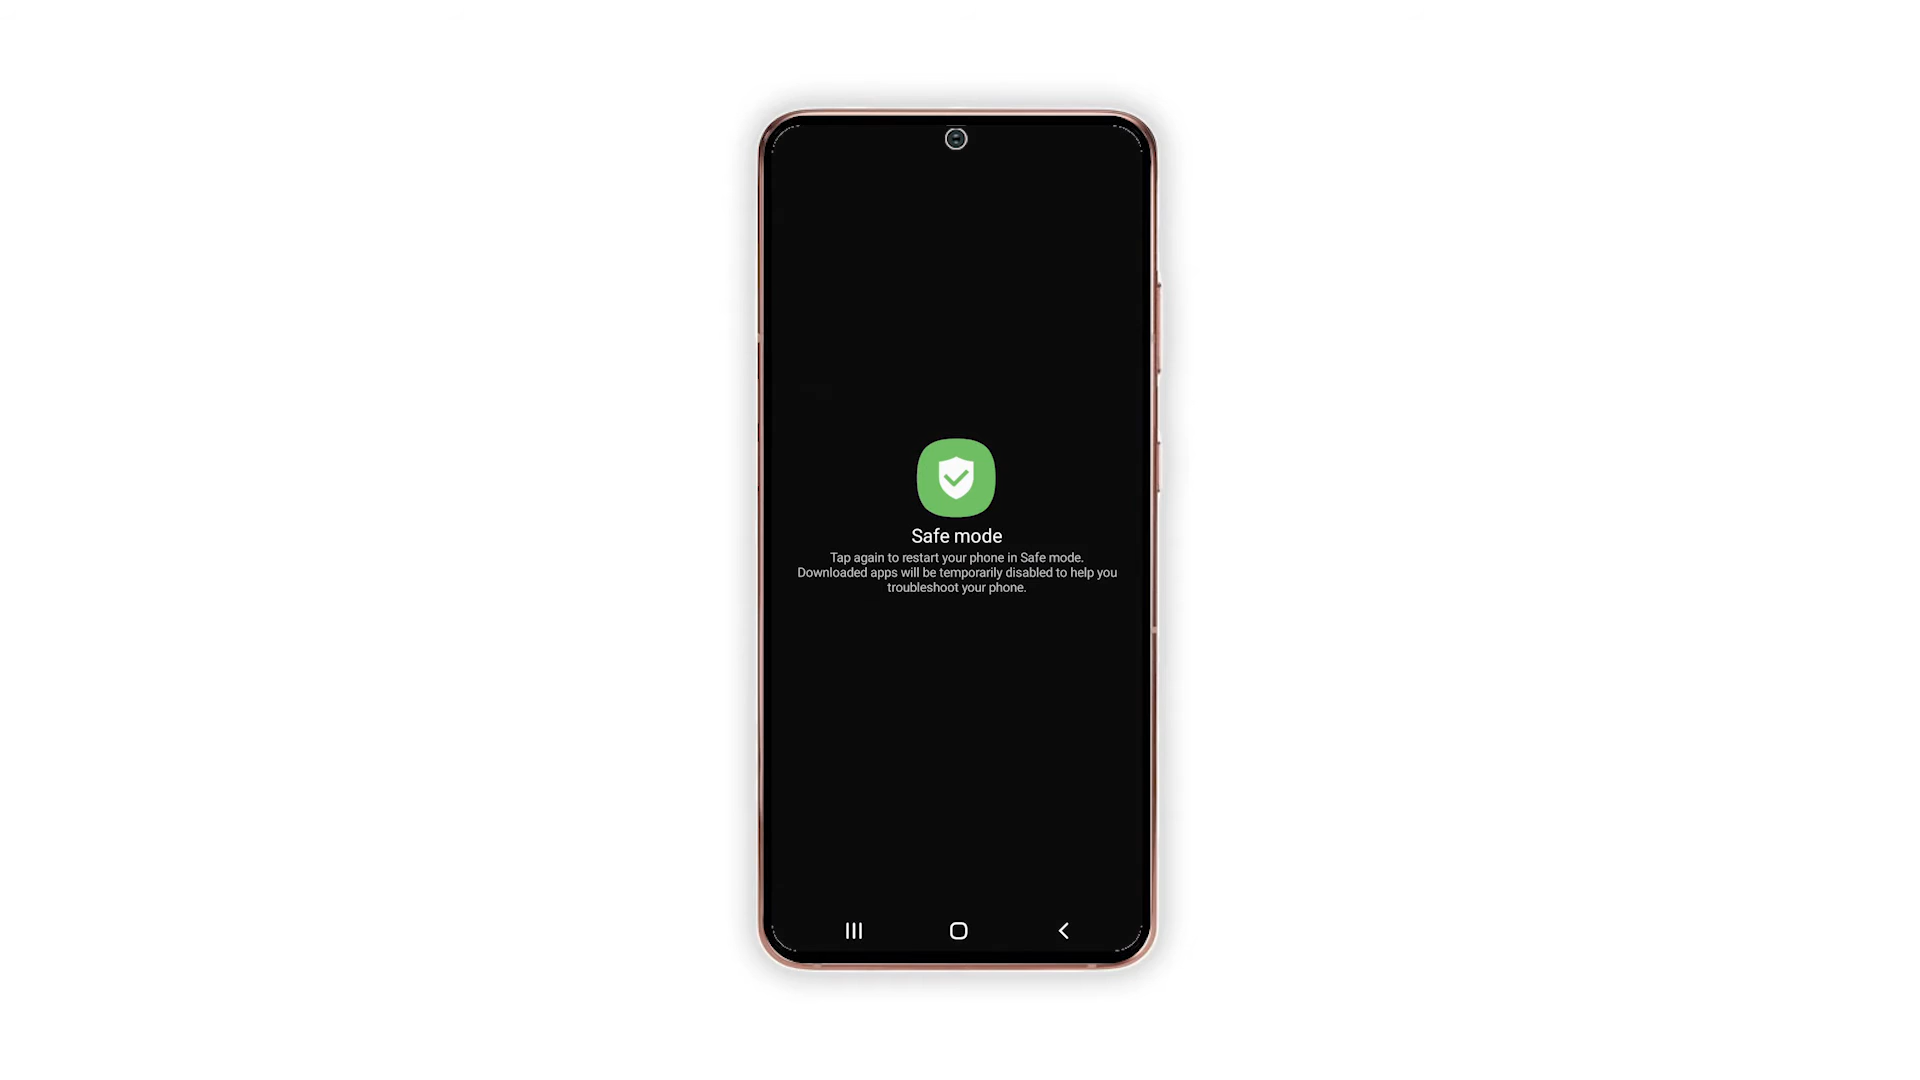 Safe mode
Tap again to restart your phone in Safe mode.
Downloaded apps will be temporarily disabled to help you
troubleshoot your phone.